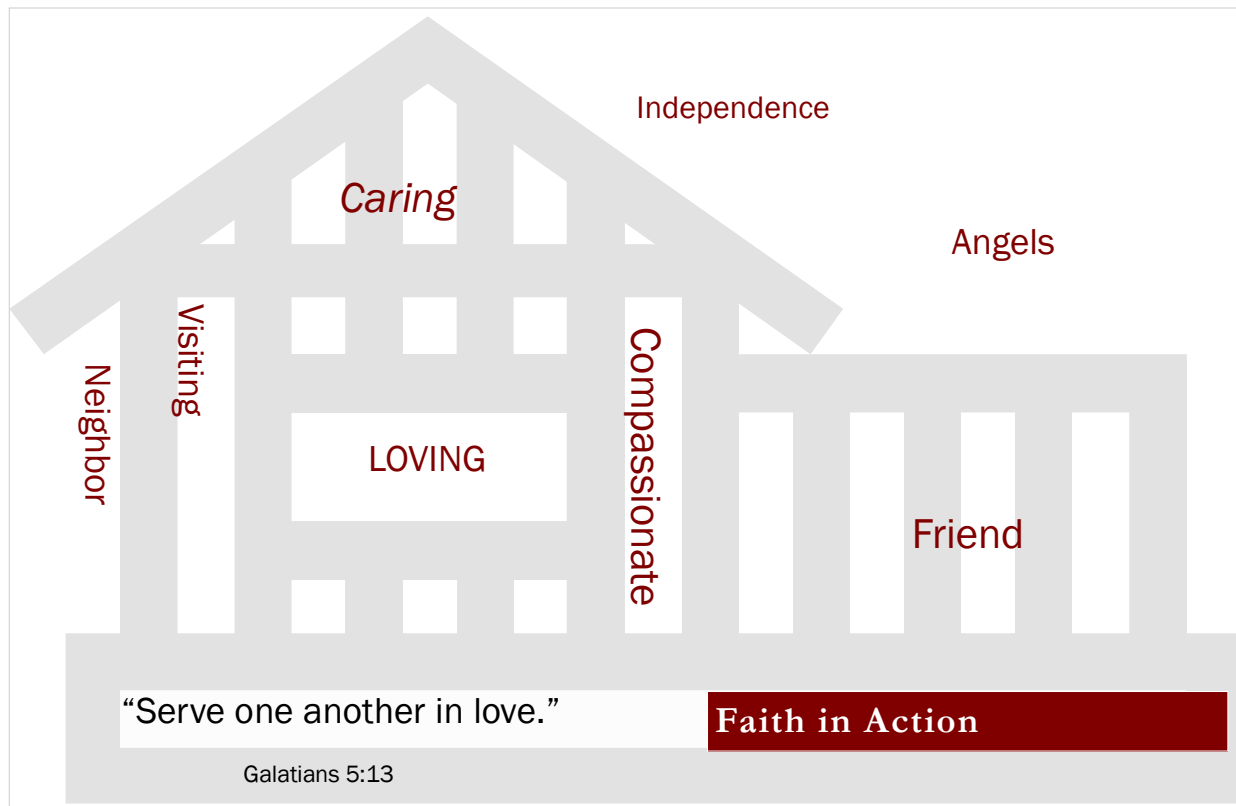 Independence
Caring
Angels
Visiting
Neighbor
Compassionate
LOVING
Friend
“Serve one another in love.”
Faith in Action
Galatians 5:13